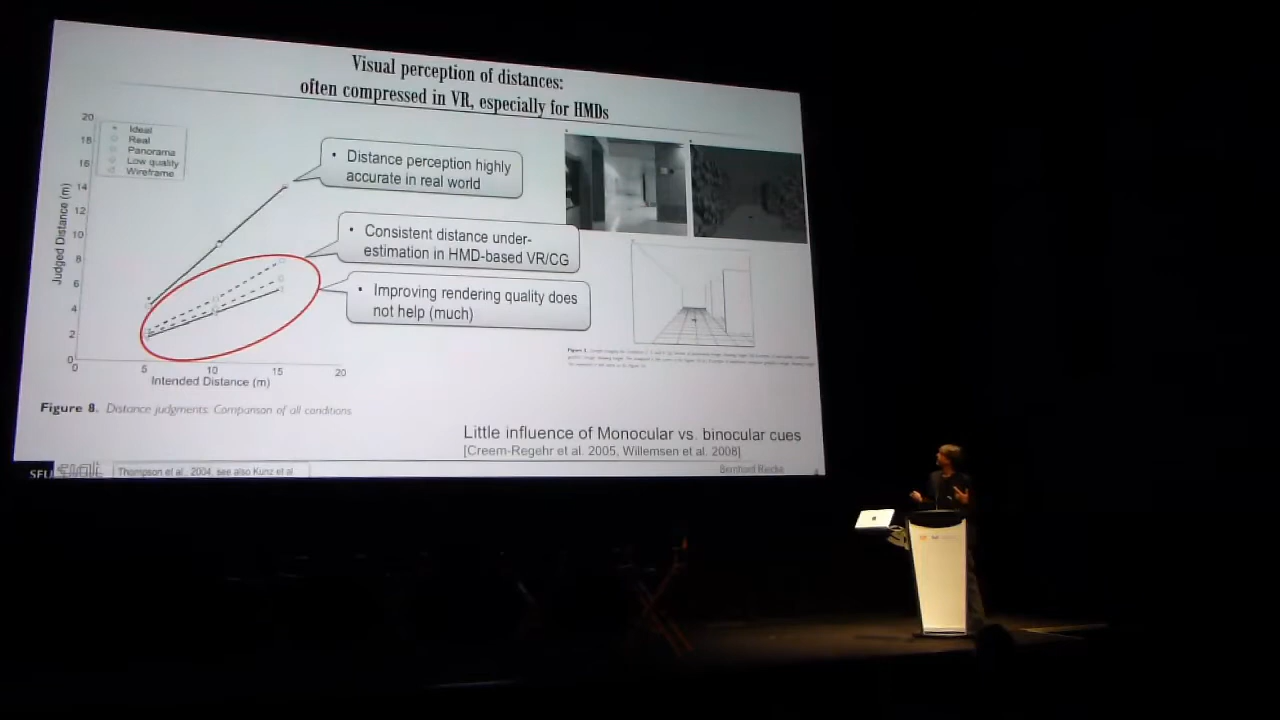 Visual perception of distances:
often compressed in VR, especially for HMDs
20
18
16
14
12
10
8
6
4
2
0
Judged Distance (m)
Ideal
Real
Panorama
Low quality
Wireframe
• Distance perception highly
accurate in real world
• Consistent distance under-
estimation in HMD-based VR/CG
• Improving rendering quality does
not help (much)
0 5 10 15 20
Intended Distance (m)
Figure 8. Distance judgments: Comparison of all conditions
Little influence of Monocular vs. binocular cues
[Creem-Regehr et al. 2005, Willemsen et al. 2008]
SFU
Thompson et al., 2004, see also Kunz et al.
Bernhard Riecke